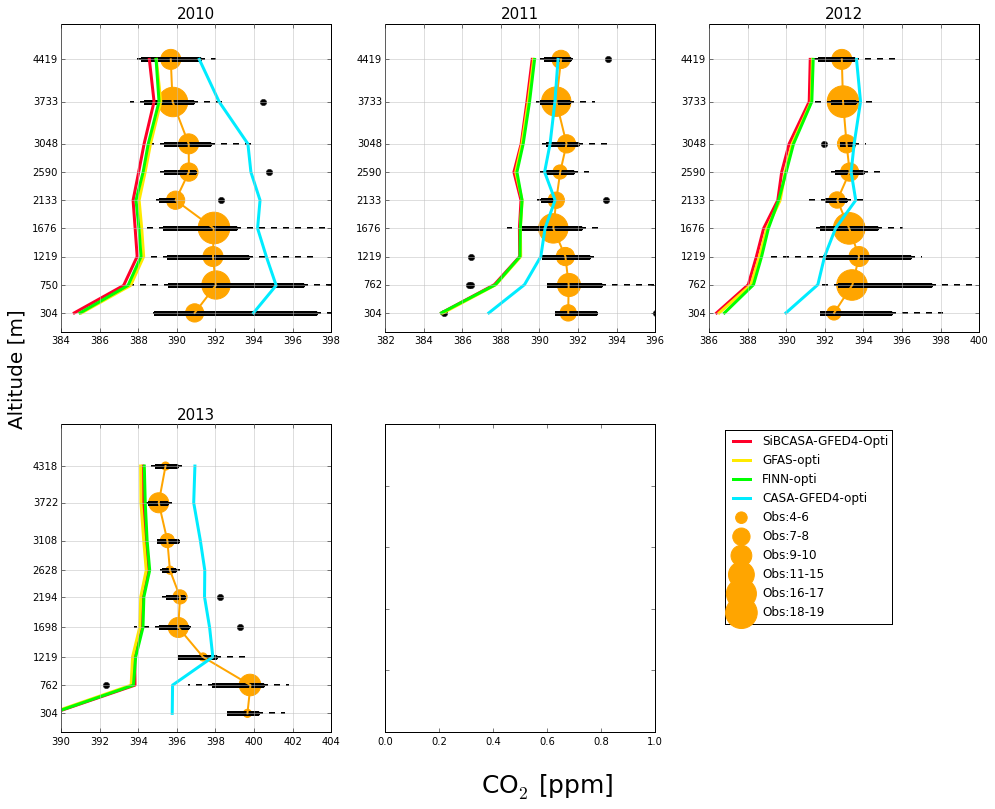 2010
2011
2012
4419
3733
3048
2590
2133
1676
1219
750
304
384 386 388 390 392 394 396 398
4419
3733
3048
2590
2133
1676
1219
762
304
382 384 386 388 390 392 394 396
4419
3733
3048
2590
2133
1676
1219
762
304
386 388 390 392 394 396 398 400
Altitude [m]
2013
4318
3722
3108
2628
2194
1698
1219
762
304
390 392 394 396 398 400 402 404
0.0 0.2 0.4 0.6 0.8 1.0
SiBCASA-GFED4-Opti
GFAS-opti
FINN-opti
CASA-GFED4-opti
Obs:4-6
Obs:7-8
Obs:9-10
Obs:11-15
Obs:16-17
Obs:18-19
CO₂ [ppm]